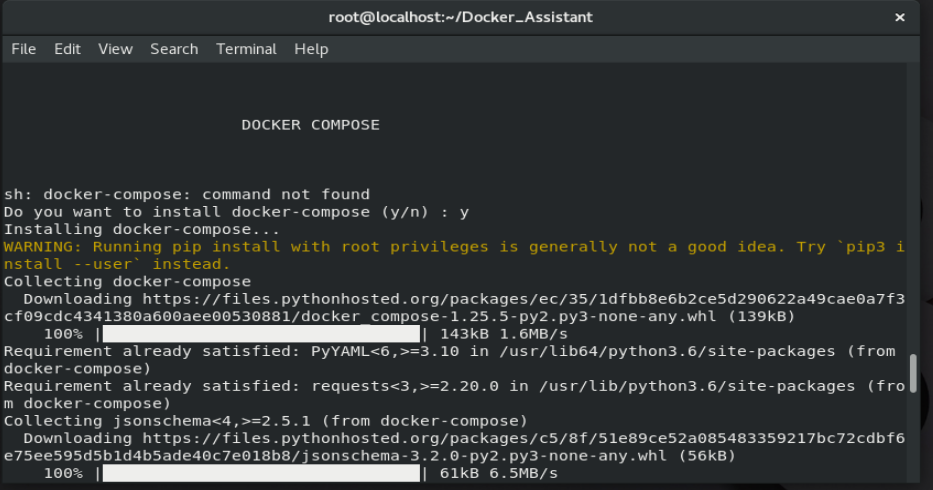 root@localhost:~/Docker_Assistant ×
File Edit View Search Terminal Help
DOCKER COMPOSE
sh: docker-compose: command not found
Do you want to install docker-compose (y/n) : y
Installing docker-compose...
WARNING: Running pip install with root privileges is generally not a good idea. Try `pip3 i
nstall --user` instead.
Collecting docker-compose
  Downloading https://files.pythonhosted.org/packages/ec/35/1dfbb8e6b2ce5d290622a49cae0a7f3
cf09cdc4341380a600aee00530881/docker_compose-1.25.5-py2.py3-none-any.whl (139kB)
    100% |████████████████████████████████| 143kB 1.6MB/s
Requirement already satisfied: PyYAML<6,>=3.10 in /usr/lib64/python3.6/site-packages (from
docker-compose)
Requirement already satisfied: requests<3,>=2.20.0 in /usr/lib/python3.6/site-packages (fro
m docker-compose)
Collecting jsonschema<4,>=2.5.1 (from docker-compose)
  Downloading https://files.pythonhosted.org/packages/c5/8f/51e89ce52a085483359217bc72cdbf6
e75ee595d5b1d4b5ade40c7e018b8/jsonschema-3.2.0-py2.py3-none-any.whl (56kB)
    100% |████████████████████████████████| 61kB 6.5MB/s